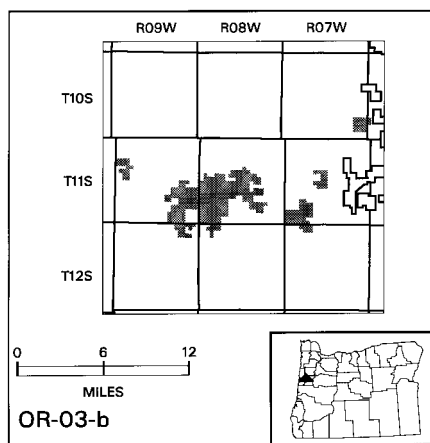 R09W R08W R07W
T10S
T11S
T12S
0 6 12
MILES
OR-03-b